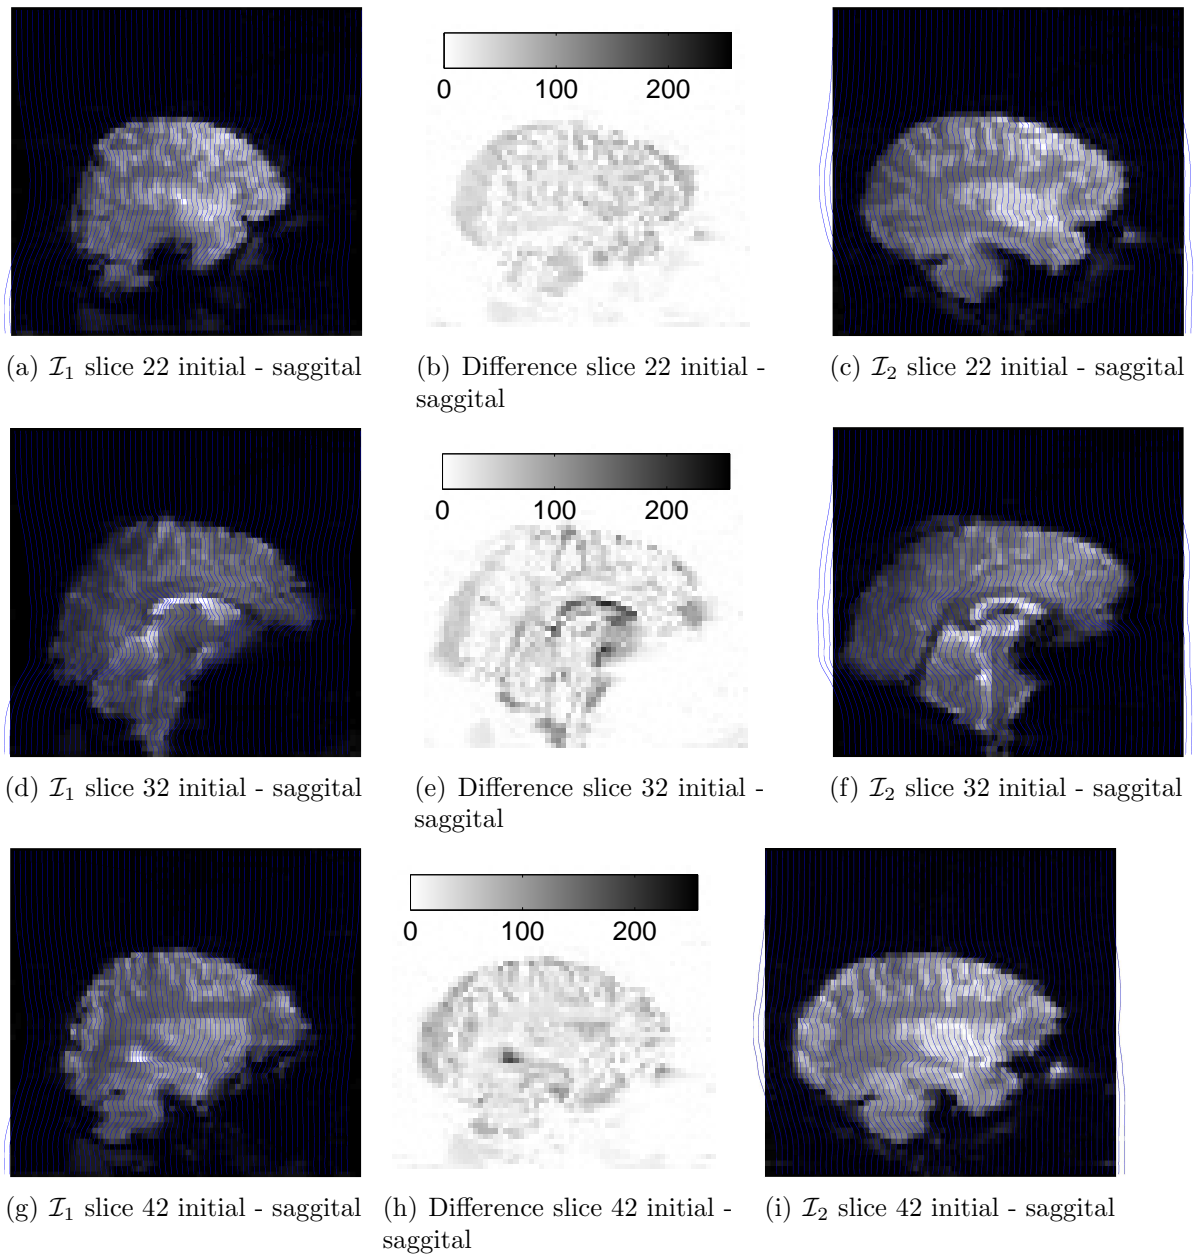 0 100 200
(a) I₁ slice 22 initial - saggital
(b) Difference slice 22 initial -
saggital
(c) I₂ slice 22 initial - saggital
0 100 200
(d) I₁ slice 32 initial - saggital
(e) Difference slice 32 initial -
saggital
(f) I₂ slice 32 initial - saggital
0 100 200
(g) I₁ slice 42 initial - saggital
(h) Difference slice 42 initial -
saggital
(i) I₂ slice 42 initial - saggital